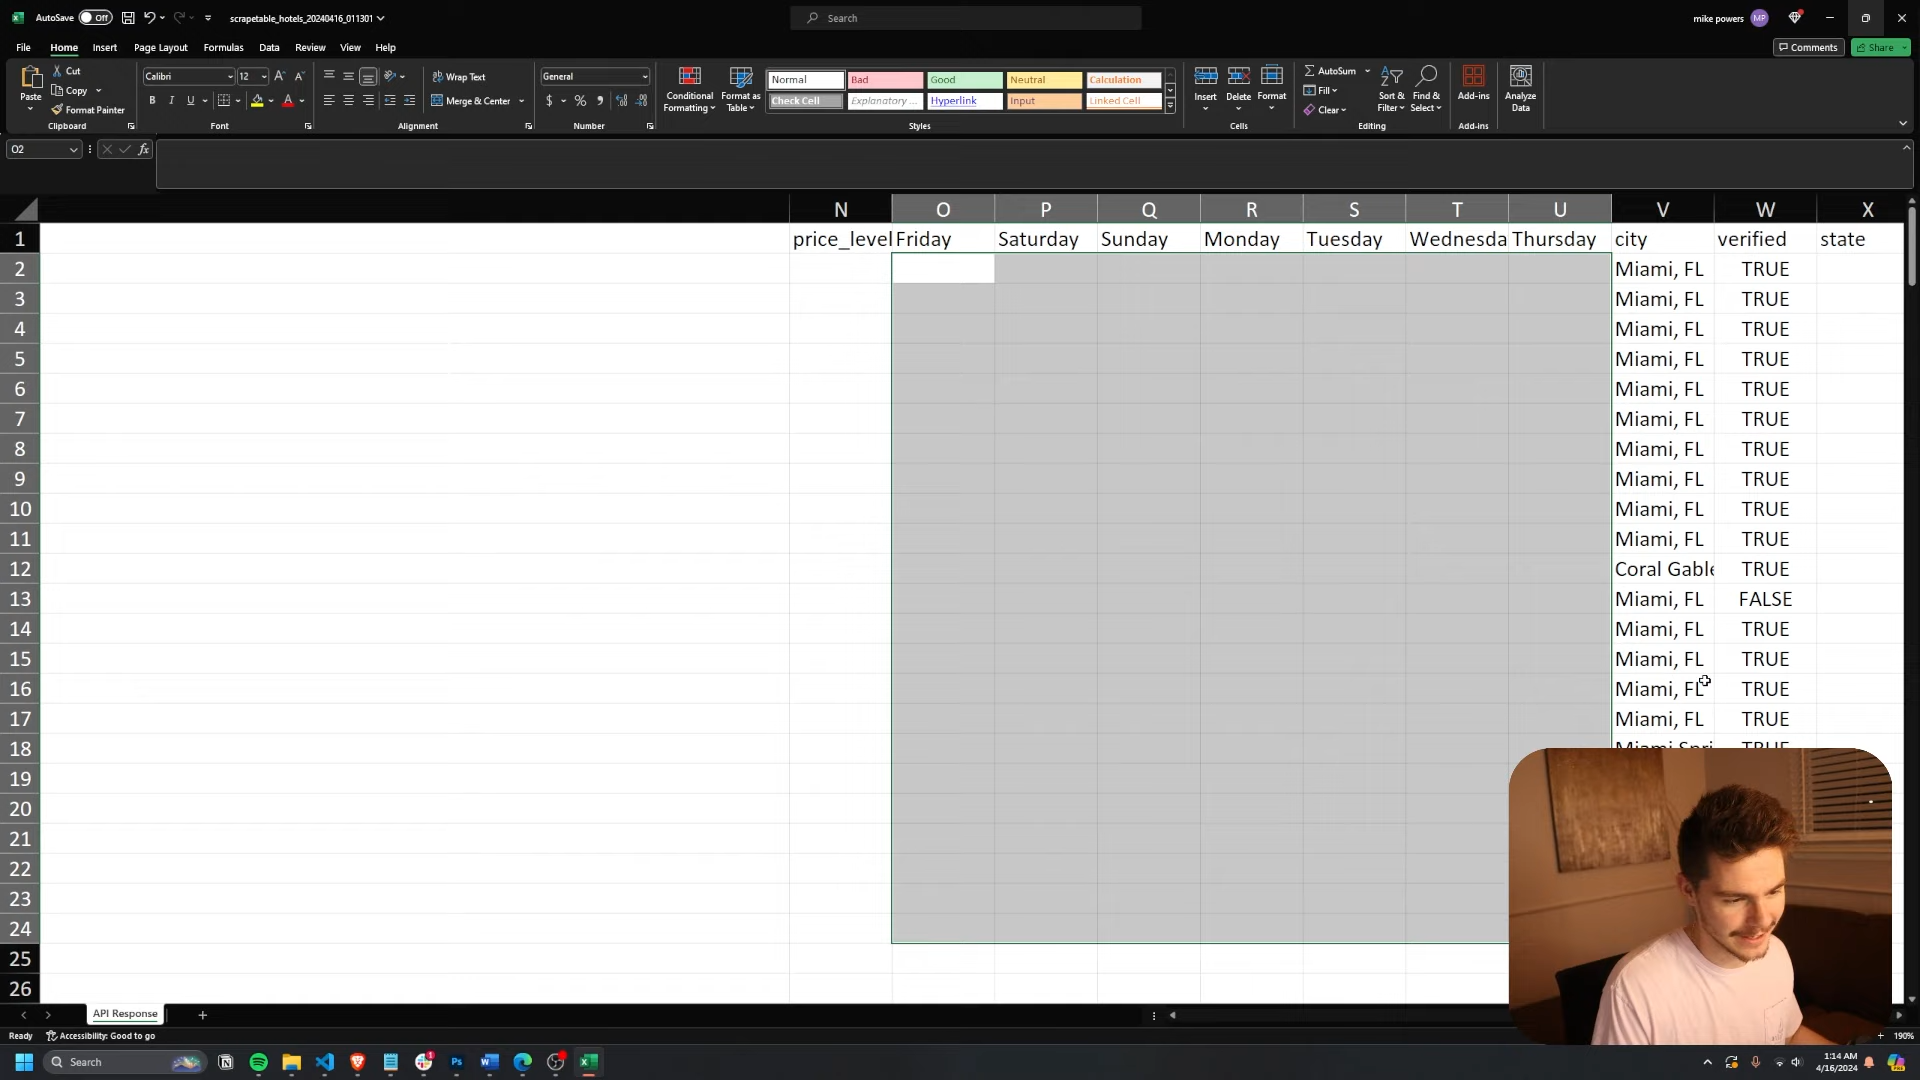 AutoSave Off scrapetable_hotels_20240416_011301 Search mike powers MP
File Home Insert Page Layout Formulas Data Review View Help Comments Share
Paste Cut Copy Format Painter Clipboard
Calibri 12 B I U A Font
Wrap Text Merge & Center Alignment
General $ % , Number
Conditional Formatting Format as Table
Normal Bad Good Neutral Calculation
Check Cell Explanatory ... Hyperlink Input Linked Cell
Styles
Insert Delete Format Cells
AutoSum Fill Clear Sort & Filter Find & Select Editing
Add-ins Add-ins
Analyze Data
O2 fx
N O P Q R S T U V W X
1 price_level Friday Saturday Sunday Monday Tuesday Wednesda Thursday city verified state
2 Miami, FL TRUE
3 Miami, FL TRUE
4 Miami, FL TRUE
5 Miami, FL TRUE
6 Miami, FL TRUE
7 Miami, FL TRUE
8 Miami, FL TRUE
9 Miami, FL TRUE
10 Miami, FL TRUE
11 Miami, FL TRUE
12 Coral Gable TRUE
13 Miami, FL FALSE
14 Miami, FL TRUE
15 Miami, FL TRUE
16 Miami, FL TRUE
17 Miami, FL TRUE
18 Miami Spri TRUE
19
20
21
22
23
24
25
26
API Response
Ready Accessibility: Good to go 190%
Search 1:14 AM
4/16/2024